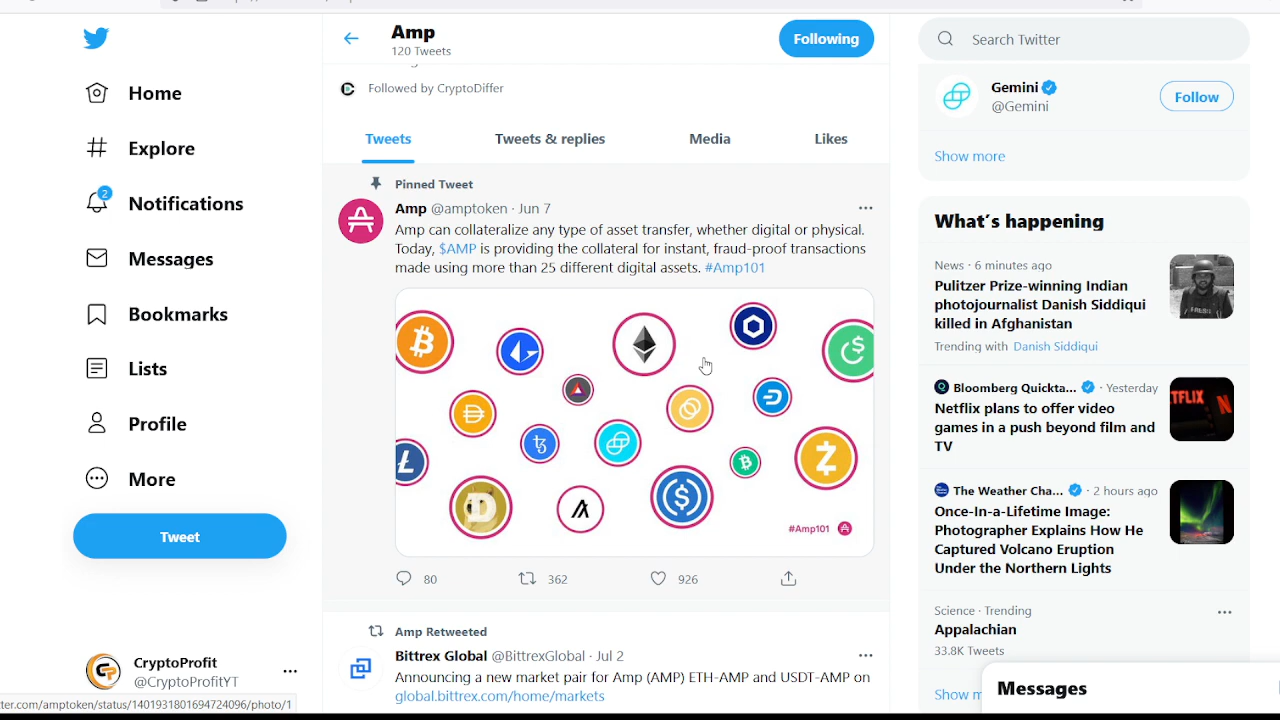 Home
Explore
2
Notifications
Messages
Bookmarks
Lists
Profile
More
Tweet
CryptoProfit
@CryptoProfitYT
tter.com/amptoken/status/1401931801694724096/photo/1
Amp
120 Tweets
Following
Followed by CryptoDiffer
Tweets
Tweets & replies
Media
Likes
Pinned Tweet
Amp @amptoken · Jun 7
Amp can collateralize any type of asset transfer, whether digital or physical.
Today, $AMP is providing the collateral for instant, fraud-proof transactions
made using more than 25 different digital assets. #Amp101
#Amp101
80
362
926
Amp Retweeted
Bittrex Global @BittrexGlobal · Jul 2
Announcing a new market pair for Amp (AMP) ETH-AMP and USDT-AMP on
global.bittrex.com/home/markets
Search Twitter
Gemini
@Gemini
Follow
Show more
What's happening
News · 6 minutes ago
Pulitzer Prize-winning Indian
photojournalist Danish Siddiqui
killed in Afghanistan
Trending with Danish Siddiqui
Bloomberg Quickta... · Yesterday
Netflix plans to offer video
games in a push beyond film and
TV
TFLIX
The Weather Cha... · 2 hours ago
Once-In-a-Lifetime Image:
Photographer Explains How He
Captured Volcano Eruption
Under the Northern Lights
Science · Trending
Appalachian
33.8K Tweets
Show m
Messages